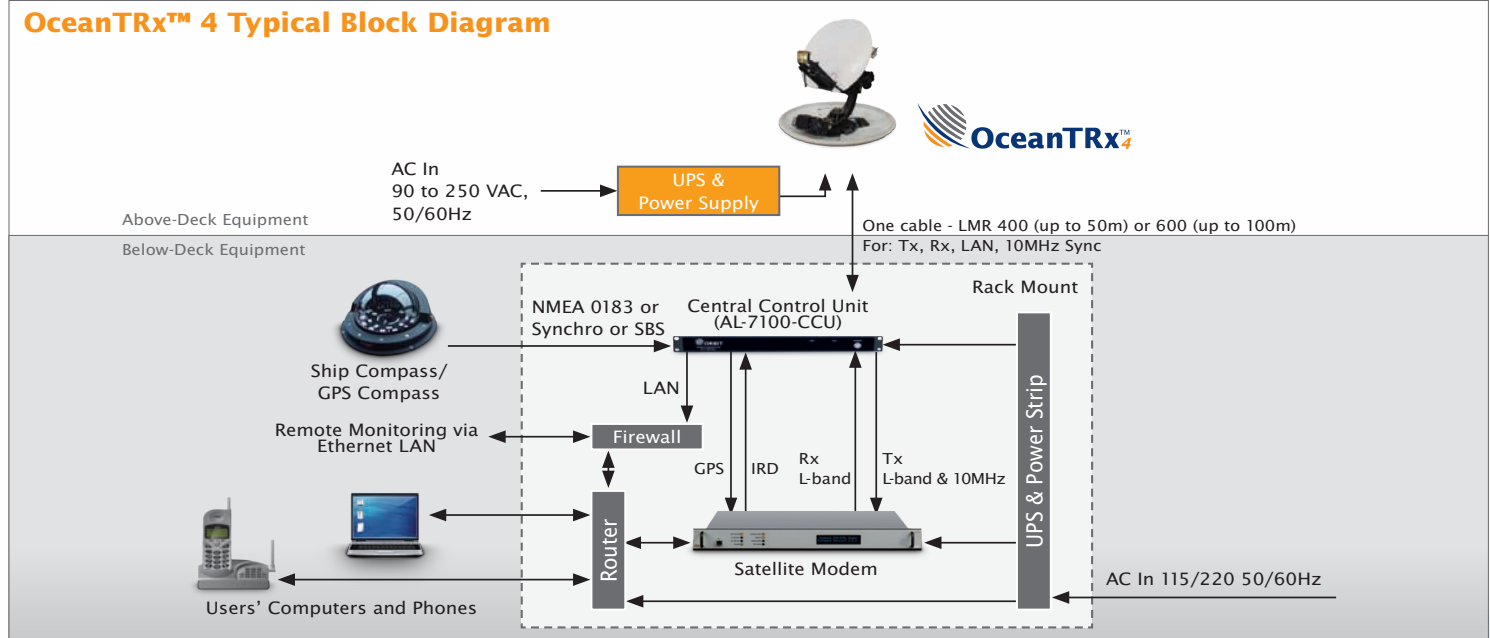 OceanTRx™ 4 Typical Block Diagram
OceanTRx™4
AC In
90 to 250 VAC,
50/60Hz
UPS &
Power Supply
Above-Deck Equipment
Below-Deck Equipment
One cable - LMR 400 (up to 50m) or 600 (up to 100m)
For: Tx, Rx, LAN, 10MHz Sync
Rack Mount
NMEA 0183 or
Synchro or SBS
Central Control Unit
(AL-7100-CCU)
ORBIT
Ship Compass/
GPS Compass
LAN
Remote Monitoring via
Ethernet LAN
Firewall
GPS
IRD
Rx
L-band
Tx
L-band & 10MHz
UPS & Power Strip
Router
Satellite Modem
AC In 115/220 50/60Hz
Users' Computers and Phones